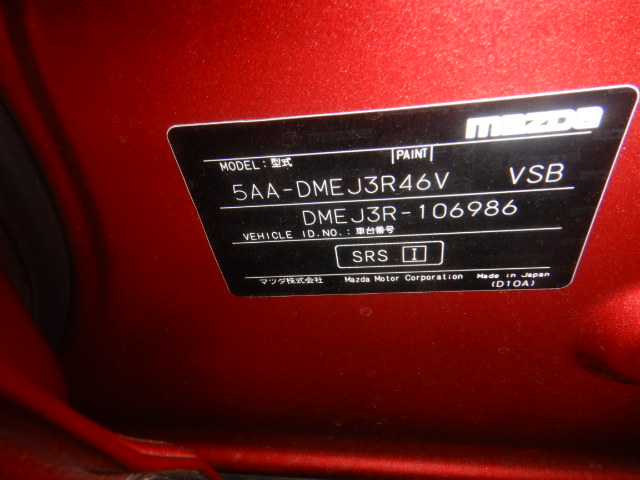 mazda
MODEL:型式 PAINT
5AA-DMEJ3R46V VSB
DMEJ3R-106986
VEHICLE ID.NO.:車台番号
SRS I
マツダ株式会社 Mazda Motor Corporation Made in Japan
(D10A)